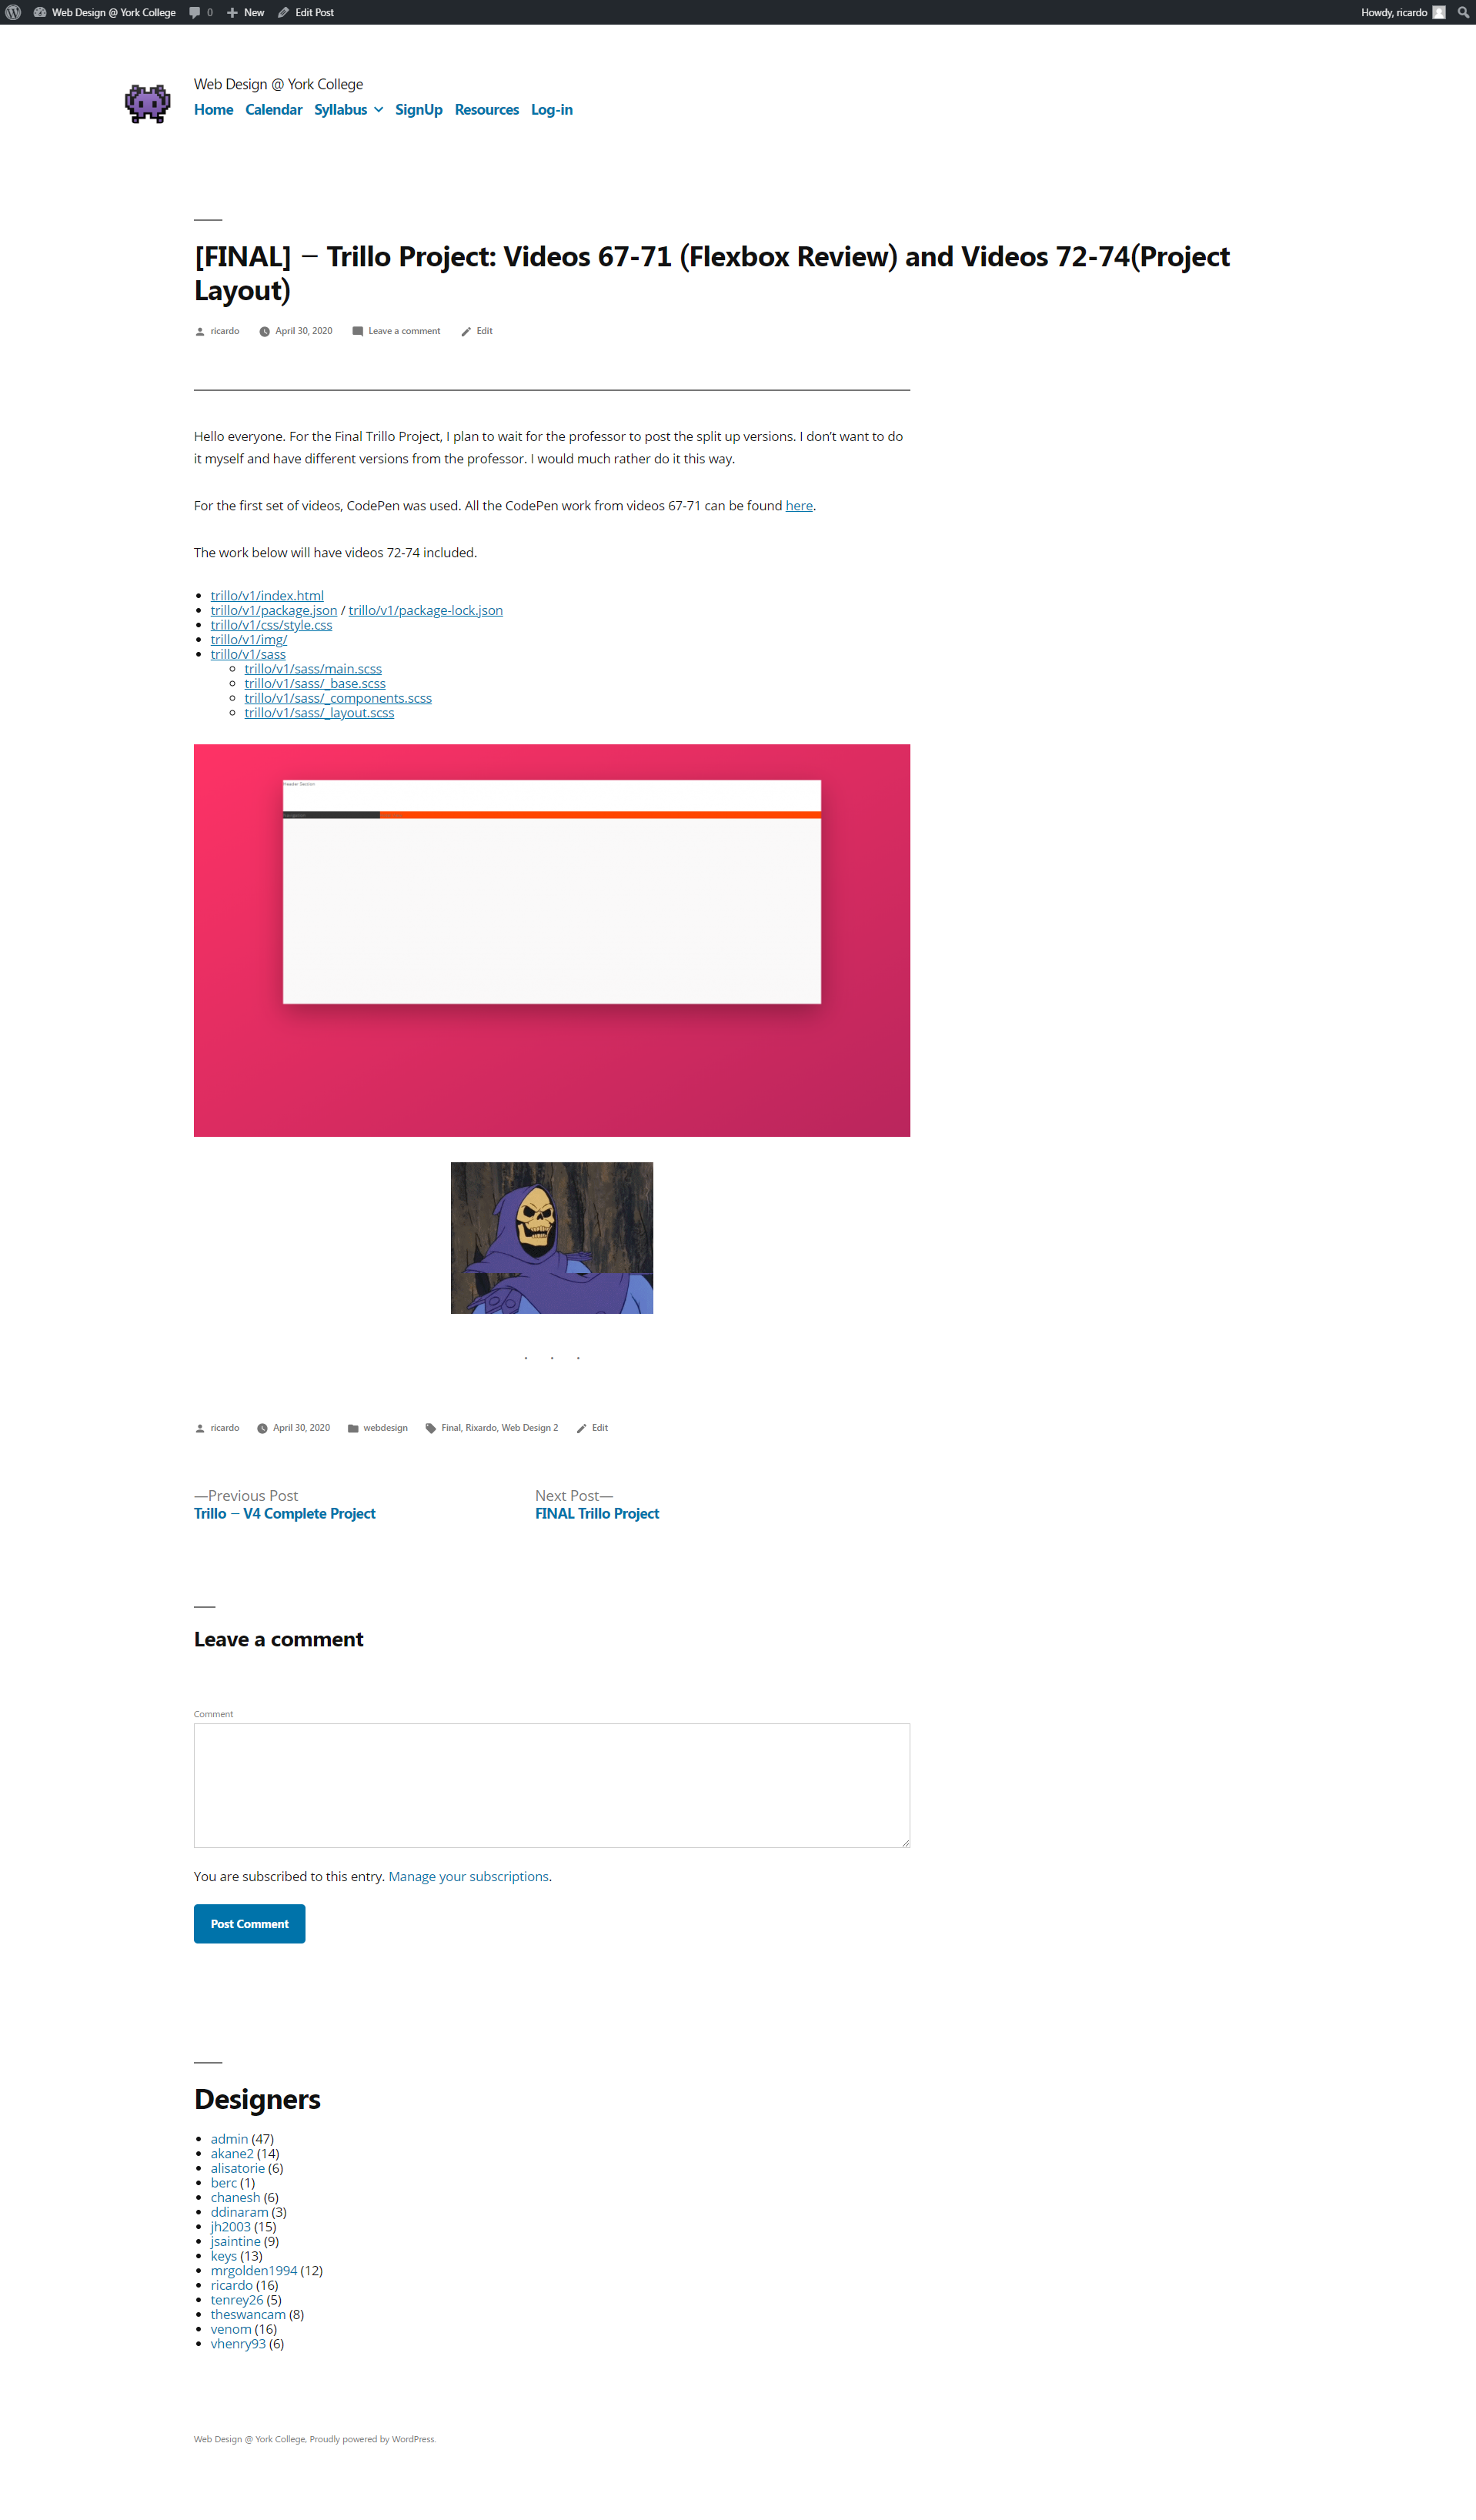 Web Design @ York College 0 New Edit Post Howdy, ricardo
Web Design @ York College
Home Calendar Syllabus SignUp Resources Log-in
[FINAL] – Trillo Project: Videos 67-71 (Flexbox Review) and Videos 72-74(Project
Layout)
ricardo April 30, 2020 Leave a comment Edit
Hello everyone. For the Final Trillo Project, I plan to wait for the professor to post the split up versions. I don't want to do
it myself and have different versions from the professor. I would much rather do it this way.
For the first set of videos, CodePen was used. All the CodePen work from videos 67-71 can be found here.
The work below will have videos 72-74 included.
trillo/v1/index.html
trillo/v1/package.json / trillo/v1/package-lock.json
trillo/v1/css/style.css
trillo/v1/img/
trillo/v1/sass
trillo/v1/sass/main.scss
trillo/v1/sass/_base.scss
trillo/v1/sass/_components.scss
trillo/v1/sass/_layout.scss
Header Section
Navigation
. . .
ricardo April 30, 2020 webdesign Final, Rixardo, Web Design 2 Edit
—Previous Post Next Post—
Trillo – V4 Complete Project FINAL Trillo Project
Leave a comment
Comment
You are subscribed to this entry. Manage your subscriptions.
Post Comment
Designers
admin (47)
akane2 (14)
alisatorie (6)
berc (1)
chanesh (6)
ddinaram (3)
jh2003 (15)
jsaintine (9)
keys (13)
mrgolden1994 (12)
ricardo (16)
tenrey26 (5)
theswancam (8)
venom (16)
vhenry93 (6)
Web Design @ York College, Proudly powered by WordPress.